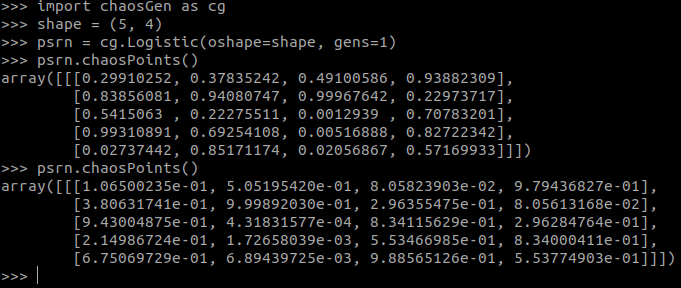 >>> import chaosGen as cg
>>> shape = (5, 4)
>>> psrn = cg.Logistic(oshape=shape, gens=1)
>>> psrn.chaosPoints()
array([[[0.29910252, 0.37835242, 0.49100586, 0.93882309],
        [0.83856081, 0.94080747, 0.99967642, 0.22973717],
        [0.5415063 , 0.22275511, 0.0012939 , 0.70783201],
        [0.99310891, 0.69254108, 0.00516888, 0.82722342],
        [0.02737442, 0.85171174, 0.02056867, 0.57169933]]])
>>> psrn.chaosPoints()
array([[[1.06500235e-01, 5.05195420e-01, 8.05823903e-02, 9.79436827e-01],
        [3.80631741e-01, 9.99892030e-01, 2.96355475e-01, 8.05613168e-02],
        [9.43004875e-01, 4.31831577e-04, 8.34115629e-01, 2.96284764e-01],
        [2.14986724e-01, 1.72658039e-03, 5.53466985e-01, 8.34000411e-01],
        [6.75069729e-01, 6.89439725e-03, 9.88565126e-01, 5.53774903e-01]]])
>>>